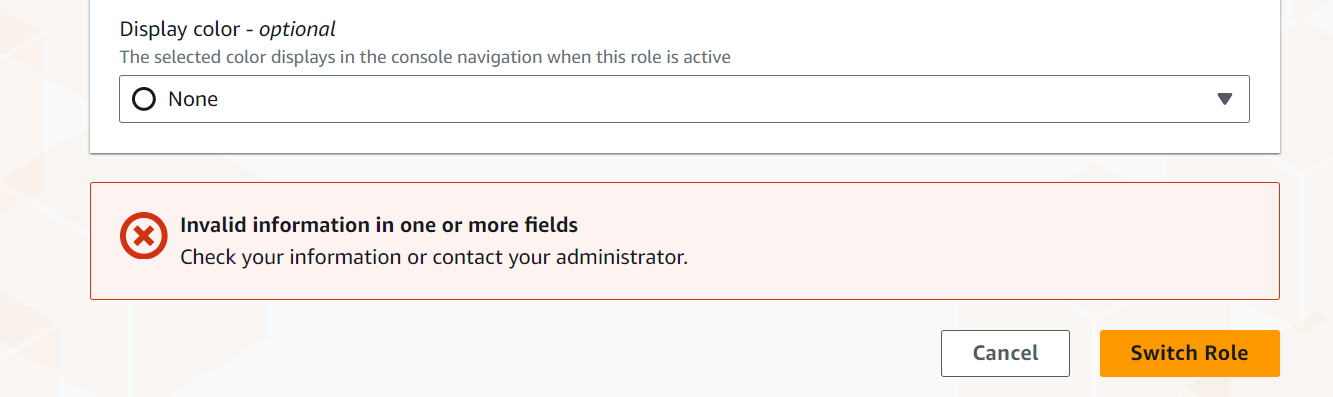 Display color - optional
The selected color displays in the console navigation when this role is active
None
Invalid information in one or more fields
Check your information or contact your administrator.
Cancel
Switch Role